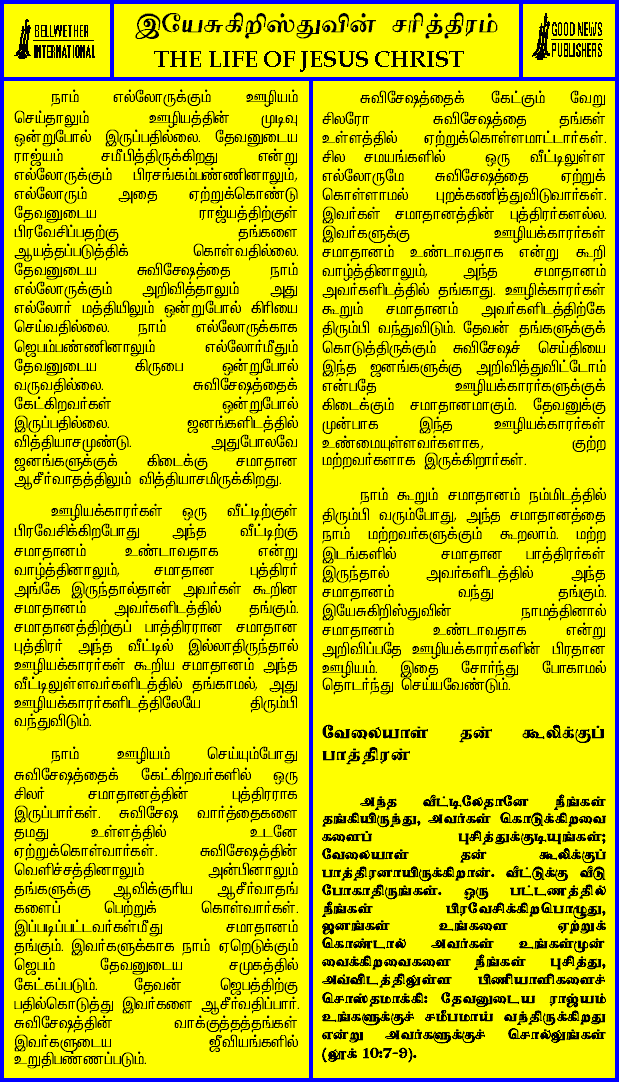 BELLWETHER
INTERNATIONAL
இயேசுகிறிஸ்துவின் சரித்திரம்
THE LIFE OF JESUS CHRIST
GOOD NEWS
PUBLISHERS
நாம் எல்லோருக்கும் ஊழியம்
செய்தாலும் ஊழியத்தின் முடிவு
ஒன்றுபோல் இருப்பதில்லை. தேவனுடைய
ராஜ்யம் சமீபித்திருக்கிறது என்று
எல்லோருக்கும் பிரசங்கம்பண்ணினாலும்,
எல்லோரும் அதை ஏற்றுக்கொண்டு
தேவனுடைய ராஜ்யத்திற்குள்
பிரவேசிப்பதற்கு தங்களை
ஆயத்தப்படுத்திக் கொள்வதில்லை.
தேவனுடைய சுவிசேஷத்தை நாம்
எல்லோருக்கும் அறிவித்தாலும் அது
எல்லோர் மத்தியிலும் ஒன்றுபோல் கிரியை
செய்வதில்லை. நாம் எல்லோருக்காக
ஜெபம்பண்ணினாலும் எல்லோர்மீதும்
தேவனுடைய கிருபை ஒன்றுபோல்
வருவதில்லை. சுவிசேஷத்தைக்
கேட்கிறவர்கள் ஒன்றுபோல்
இருப்பதில்லை. ஜனங்களிடத்தில்
வித்தியாசமுண்டு. அதுபோலவே
ஜனங்களுக்குக் கிடைக்கு சமாதான
ஆசீர்வாதத்திலும் வித்தியாசமிருக்கிறது.
ஊழியக்காரர்கள் ஒரு வீட்டிற்குள்
பிரவேசிக்கிறபோது அந்த வீட்டிற்கு
சமாதானம் உண்டாவதாக என்று
வாழ்த்தினாலும், சமாதான புத்திரர்
அங்கே இருந்தால்தான் அவர்கள் கூறின
சமாதானம் அவர்களிடத்தில் தங்கும்.
சமாதானத்திற்குப் பாத்திரரான சமாதான
புத்திரர் அந்த வீட்டில் இல்லாதிருந்தால்
ஊழியக்காரர்கள் கூறிய சமாதானம் அந்த
வீட்டிலுள்ளவர்களிடத்தில் தங்காமல், அது
ஊழியக்காரர்களிடத்திலேயே திரும்பி
வந்துவிடும்.
நாம் ஊழியம் செய்யும்போது
சுவிசேஷத்தைக் கேட்கிறவர்களில் ஒரு
சிலர் சமாதானத்தின் புத்திரராக
இருப்பார்கள். சுவிசேஷ வார்த்தைகளை
தமது உள்ளத்தில் உடனே
ஏற்றுக்கொள்வார்கள். சுவிசேஷத்தின்
வெளிச்சத்தினாலும் அன்பினாலும்
தங்களுக்கு ஆவிக்குரிய ஆசீர்வாதங்
களைப் பெற்றுக் கொள்வார்கள்.
இப்படிப்பட்டவர்கள்மீது சமாதானம்
தங்கும். இவர்களுக்காக நாம் ஏறெடுக்கும்
ஜெபம் தேவனுடைய சமுகத்தில்
கேட்கப்படும். தேவன் ஜெபத்திற்கு
பதில்கொடுத்து இவர்களை ஆசீர்வதிப்பார்.
சுவிசேஷத்தின் வாக்குத்தத்தங்கள்
இவர்களுடைய ஜீவியங்களில்
உறுதிபண்ணப்படும்.
சுவிசேஷத்தைக் கேட்கும் வேறு
சிலரோ சுவிசேஷத்தை தங்கள்
உள்ளத்தில் ஏற்றுக்கொள்ளமாட்டார்கள்.
சில சமயங்களில் ஒரு வீட்டிலுள்ள
எல்லோருமே சுவிசேஷத்தை ஏற்றுக்
கொள்ளாமல் புறக்கணித்துவிடுவார்கள்.
இவர்கள் சமாதானத்தின் புத்திரர்களல்ல.
இவர்களுக்கு ஊழியக்காரர்கள்
சமாதானம் உண்டாவதாக என்று கூறி
வாழ்த்தினாலும், அந்த சமாதானம்
அவர்களிடத்தில் தங்காது. ஊழிக்காரர்கள்
கூறும் சமாதானம் அவர்களிடத்திற்கே
திரும்பி வந்துவிடும். தேவன் தங்களுக்குக்
கொடுத்திருக்கும் சுவிசேஷச் செய்தியை
இந்த ஜனங்களுக்கு அறிவித்துவிட்டோம்
என்பதே ஊழியக்காரர்களுக்குக்
கிடைக்கும் சமாதானமாகும். தேவனுக்கு
முன்பாக இந்த ஊழியக்காரர்கள்
உண்மையுள்ளவர்களாக, குற்ற
மற்றவர்களாக இருக்கிறார்கள்.
நாம் கூறும் சமாதானம் நம்மிடத்தில்
திரும்பி வரும்போது, அந்த சமாதானத்தை
நாம் மற்றவர்களுக்கும் கூறலாம். மற்ற
இடங்களில் சமாதான பாத்திரர்கள்
இருந்தால் அவர்களிடத்தில் அந்த
சமாதானம் வந்து தங்கும்.
இயேசுகிறிஸ்துவின் நாமத்தினால்
சமாதானம் உண்டாவதாக என்று
அறிவிப்பதே ஊழியக்காரர்களின் பிரதான
ஊழியம். இதை சோர்ந்து போகாமல்
தொடர்ந்து செய்யவேண்டும்.
வேலையாள் தன் கூலிக்குப்
பாத்திரன்
அந்த வீட்டிலேதானே நீங்கள்
தங்கியிருந்து, அவர்கள் கொடுக்கிறவை
களைப் புசித்துக்குடியுங்கள்;
வேலையாள் தன் கூலிக்குப்
பாத்திரனாயிருக்கிறான். வீட்டுக்கு வீடு
போகாதிருங்கள். ஒரு பட்டணத்தில்
நீங்கள் பிரவேசிக்கிறபொழுது,
ஜனங்கள் உங்களை ஏற்றுக்
கொண்டால் அவர்கள் உங்கள்முன்
வைக்கிறவைகளை நீங்கள் புசித்து,
அவ்விடத்திலுள்ள பிணியாளிகளைச்
சொஸ்தமாக்கி: தேவனுடைய ராஜ்யம்
உங்களுக்குச் சமீபமாய் வந்திருக்கிறது
என்று அவர்களுக்குச் சொல்லுங்கள்
(லூக் 10:7-9).